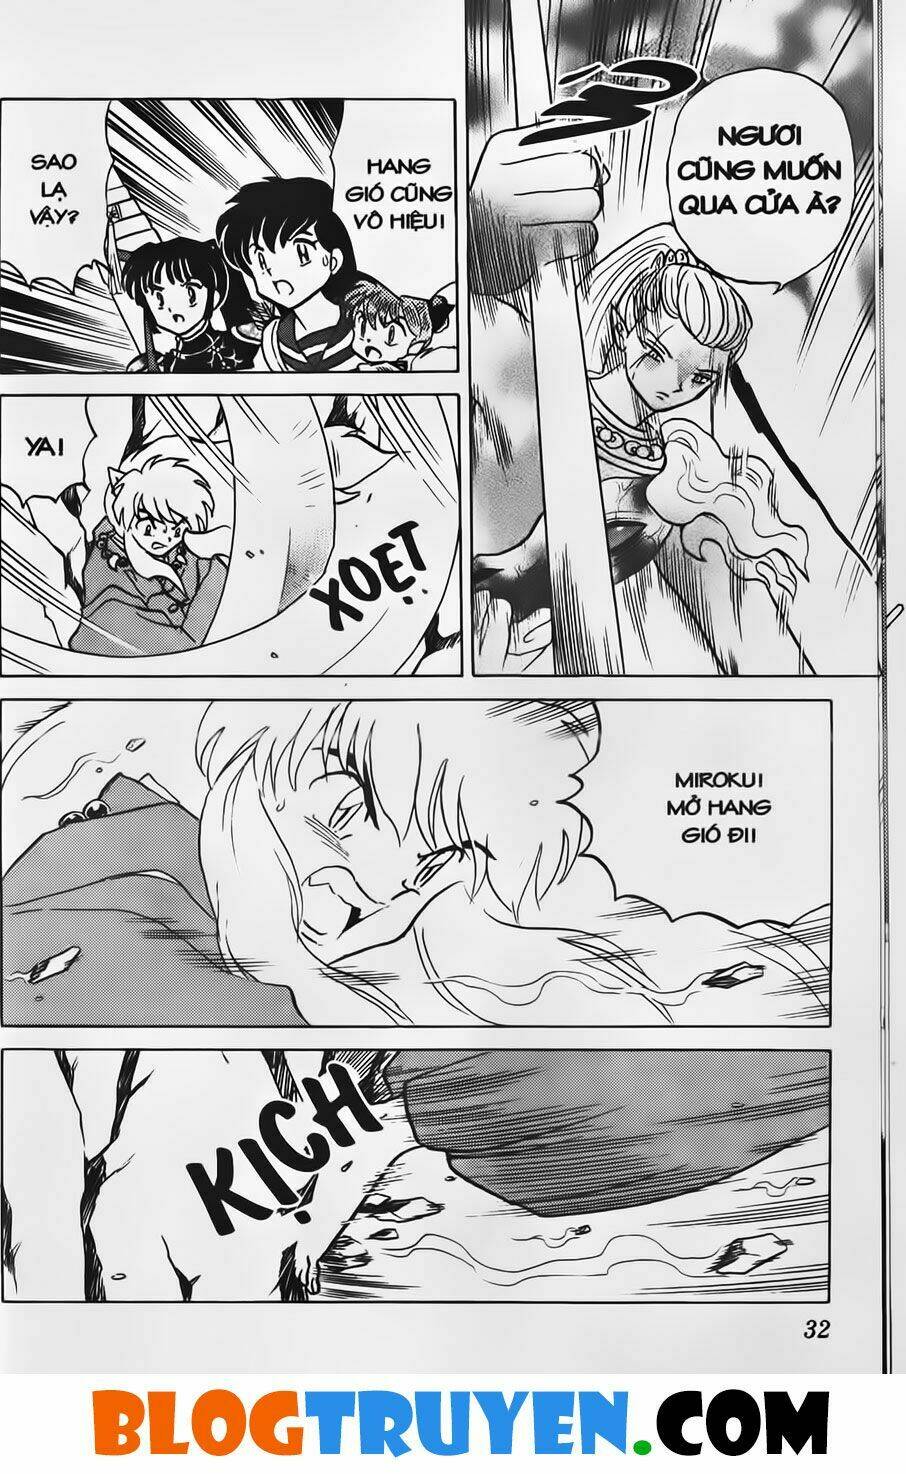 NGƯƠI
CŨNG MUỐN
QUA CỬA À?
HANG
GIÓ CŨNG
VÔ HIỆU!
SAO
LẠ
VẬY?
YA!
XOẸT
MIROKU!
MỞ HANG
GIÓ ĐI!
KỊCH
32
BLOGTRUYEN.COM